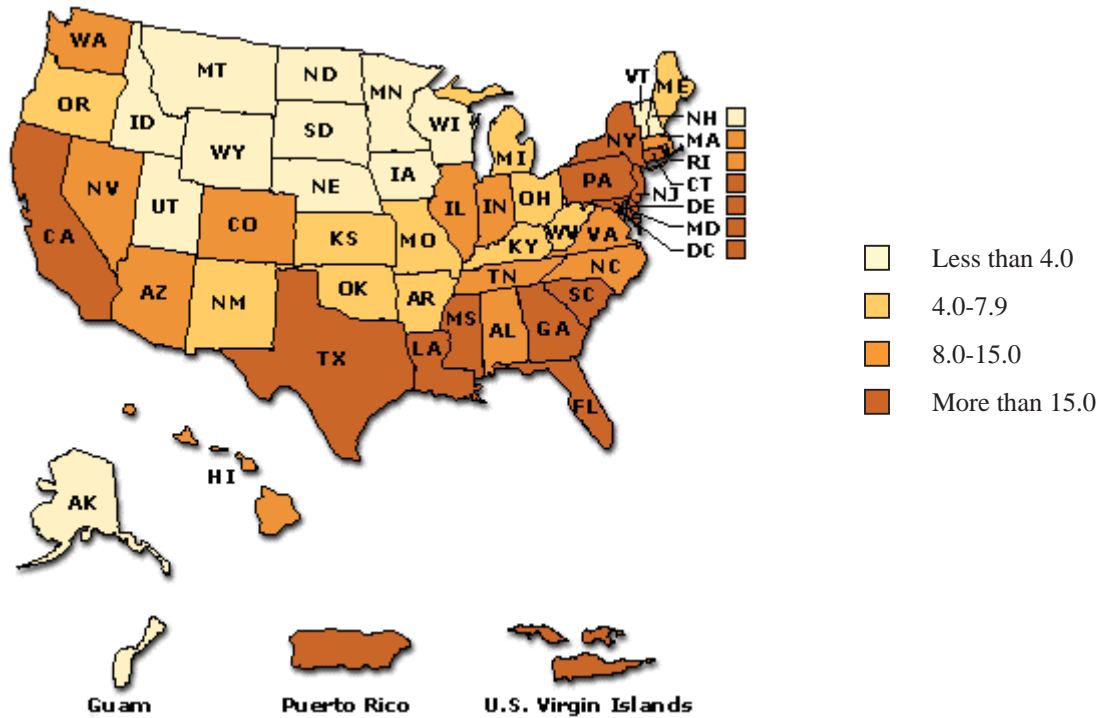 WA
MT
ND
MN
VT
ME
OR
ID
SD
WI
NH
WY
MI
NY
MA
RI
CT
NE
IA
PA
NJ
DE
NV
UT
IL
IN
OH
MD
CA
CO
KS
MO
KY
WV
VA
DC
AZ
NM
OK
AR
TN
NC
SC
TX
LA
MS
AL
GA
FL
HI
AK
Less than 4.0
4.0-7.9
8.0-15.0
More than 15.0
Guam
Puerto Rico
U.S. Virgin Islands